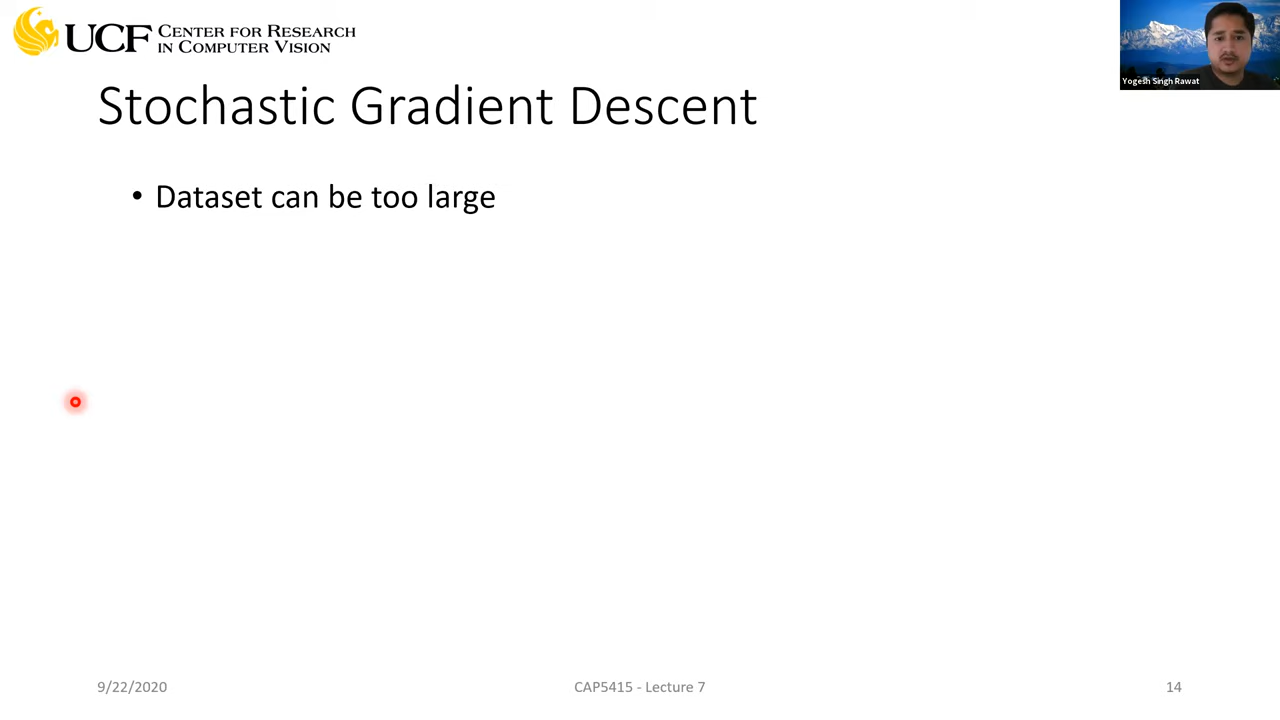 UCF CENTER FOR RESEARCH
IN COMPUTER VISION
Yogesh Singh Rawat
Stochastic Gradient Descent
• Dataset can be too large
9/22/2020
CAP5415 - Lecture 7
14